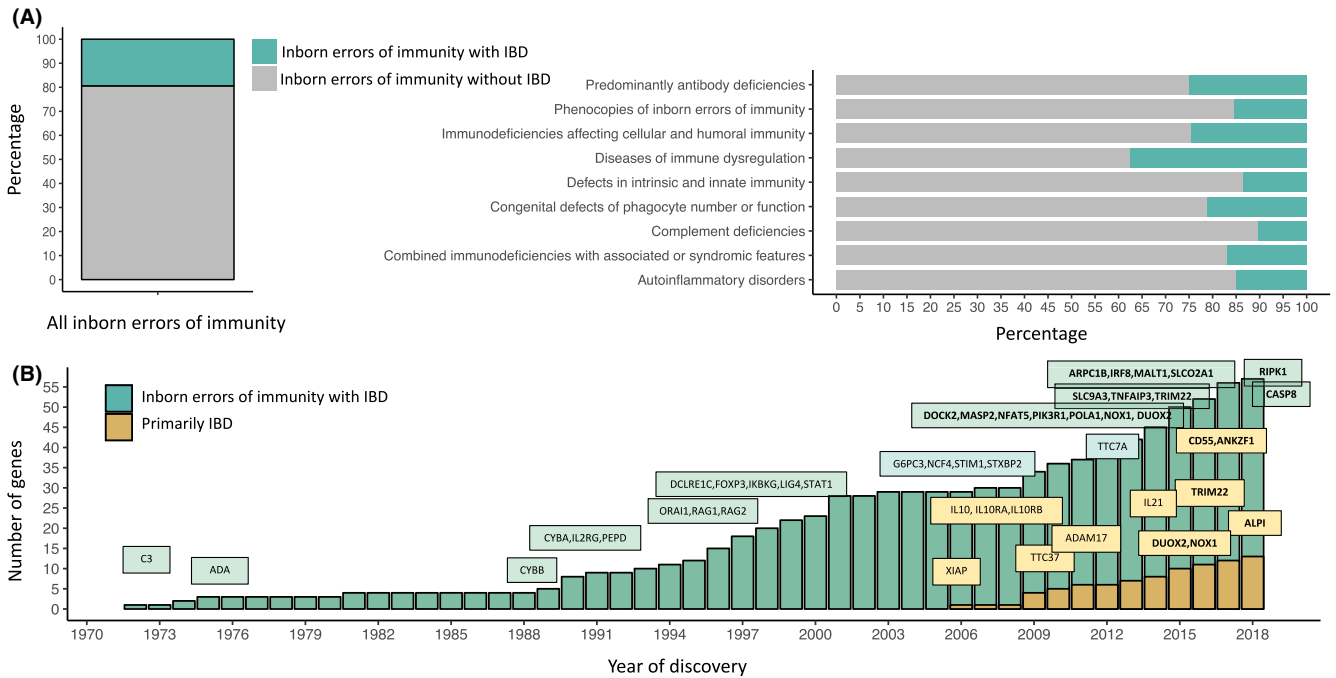 (A)
100
90
80
70
60
50
40
30
20
10
0
Percentage
All inborn errors of immunity
Inborn errors of immunity with IBD
Inborn errors of immunity without IBD
Predominantly antibody deficiencies
Phenocopies of inborn errors of immunity
Immunodeficiencies affecting cellular and humoral immunity
Diseases of immune dysregulation
Defects in intrinsic and innate immunity
Congenital defects of phagocyte number or function
Complement deficiencies
Combined immunodeficiencies with associated or syndromic features
Autoinflammatory disorders
0 5 10 15 20 25 30 35 40 45 50 55 60 65 70 75 80 85 90 95 100
Percentage
(B)
Inborn errors of immunity with IBD
Primarily IBD
55
50
45
40
35
30
25
20
15
10
5
0
Number of genes
ARPC1B,IRF8,MALT1,SLCO2A1
RIPK1
SLC9A3,TNFAIP3,TRIM22
CASP8
DOCK2,MASP2,NFAT5,PIK3R1,POLA1,NOX1, DUOX2
TTC7A
CD55,ANKZF1
G6PC3,NCF4,STIM1,STXBP2
DCLRE1C,FOXP3,IKBKG,LIG4,STAT1
TRIM22
IL21
ORAI1,RAG1,RAG2
IL10, IL10RA,IL10RB
ALPI
CYBA,IL2RG,PEPD
ADAM17
DUOX2,NOX1
C3
TTC37
ADA
CYBB
XIAP
1970 1973 1976 1979 1982 1985 1988 1991 1994 1997 2000 2003 2006 2009 2012 2015 2018
Year of discovery